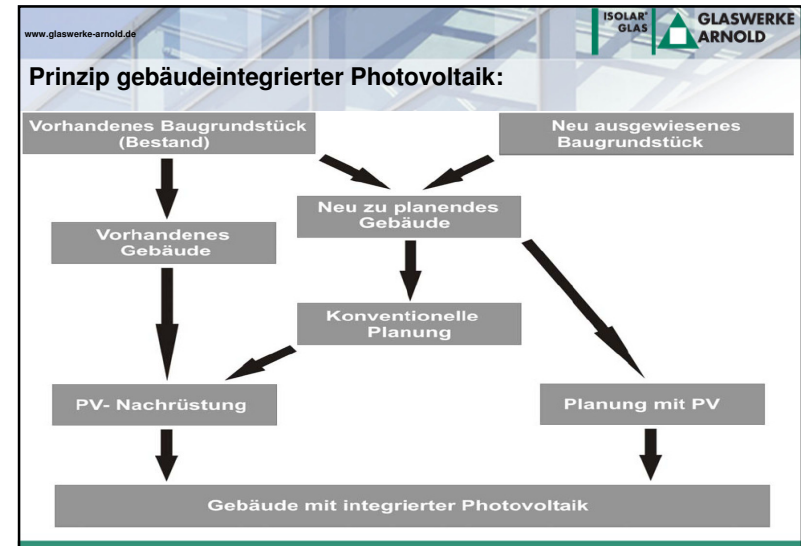 www.glaswerke-arnold.de
ISOLAR®
GLAS
GLASWERKE
ARNOLD
Prinzip gebäudeintegrierter Photovoltaik:
Vorhandenes Baugrundstück
(Bestand)
Neu ausgewiesenes
Baugrundstück
Neu zu planendes
Gebäude
Vorhandenes
Gebäude
Konventionelle
Planung
PV- Nachrüstung
Planung mit PV
Gebäude mit integrierter Photovoltaik